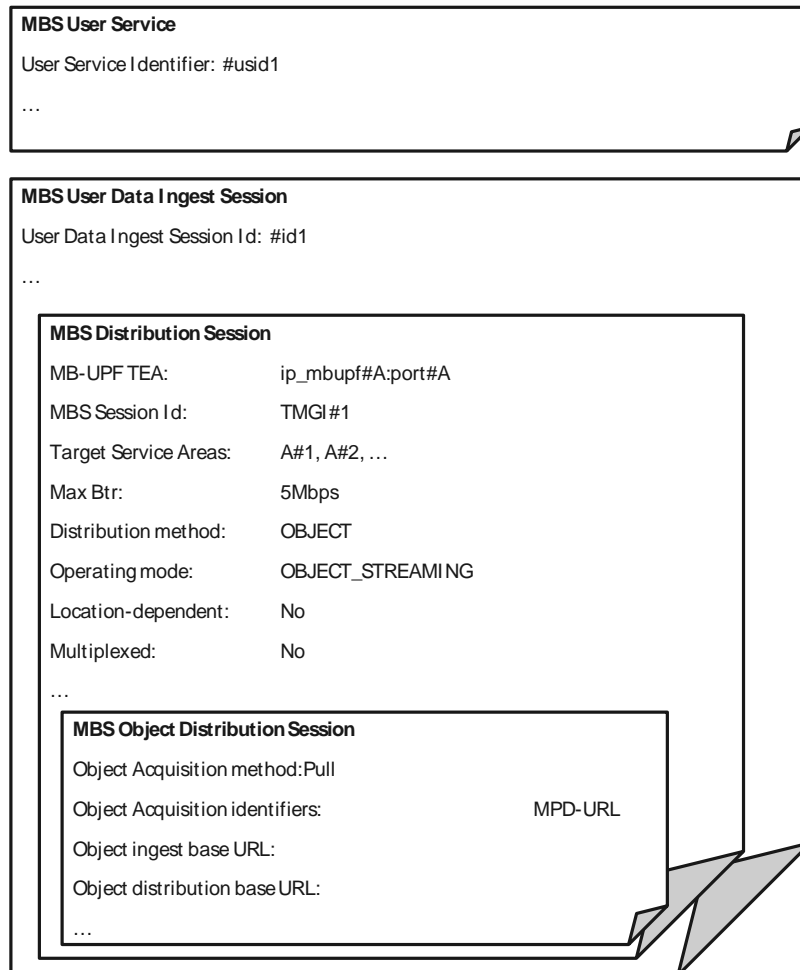 MBS User Service
User Service Identifier: #usid1
…
MBS User Data Ingest Session
User Data Ingest Session Id: #id1
…
MBS Distribution Session
MB-UPF TEA: ip_mbupf#A:port#A
MBS Session Id: TMGI#1
Target Service Areas: A#1, A#2, …
Max Btr: 5Mbps
Distribution method: OBJECT
Operating mode: OBJECT_STREAMING
Location-dependent: No
Multiplexed: No
…
MBS Object Distribution Session
Object Acquisition method:Pull
Object Acquisition identifiers: MPD-URL
Object ingest base URL:
Object distribution base URL:
…